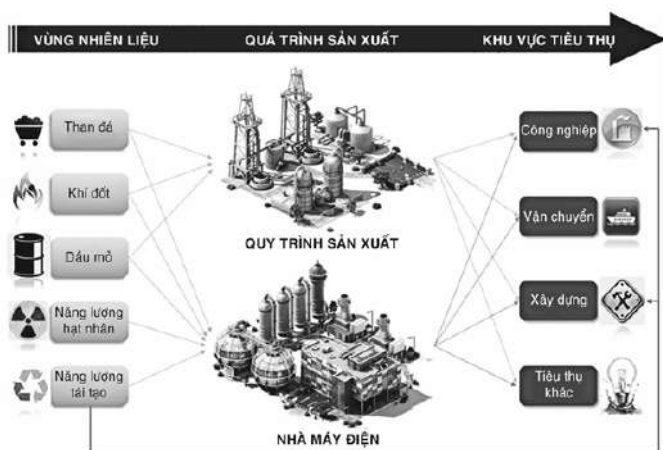 VÙNG NHIÊN LIỆU
QUÁ TRÌNH SẢN XUẤT
KHU VỰC TIÊU THỤ
Than đá
Khí đốt
Dầu mỏ
Năng lượng
hạt nhân
Năng lượng
tái tạo
QUY TRÌNH SẢN XUẤT
NHÀ MÁY ĐIỆN
Công nghiệp
Vận chuyển
Xây dựng
Tiêu thụ
khác